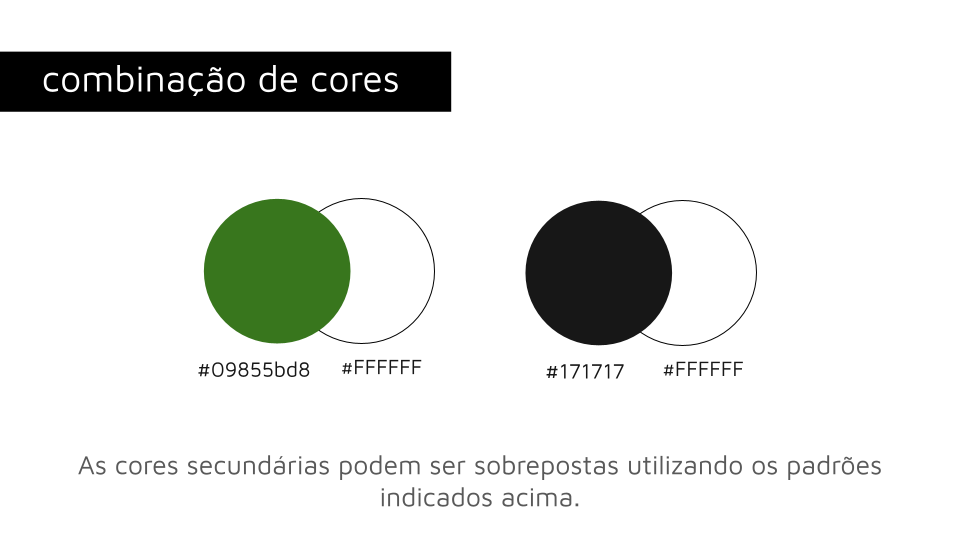 combinação de cores
#09855bd8 #FFFFFF #171717 #FFFFFF
As cores secundárias podem ser sobrepostas utilizando os padrões
indicados acima.